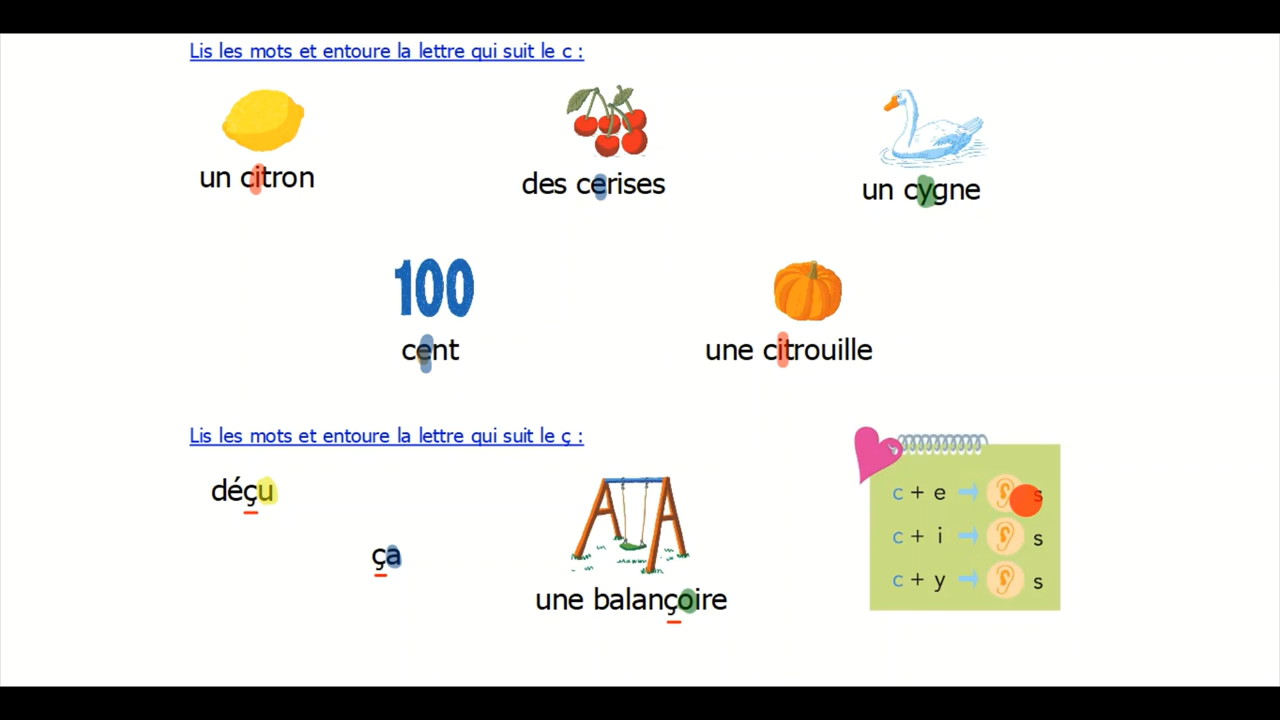 Lis les mots et entoure la lettre qui suit le c :
un citron
des cerises
un cygne
100
cent
une citrouille
Lis les mots et entoure la lettre qui suit le ç :
déçu
ça
une balançoire
c + e s
c + i s
c + y s